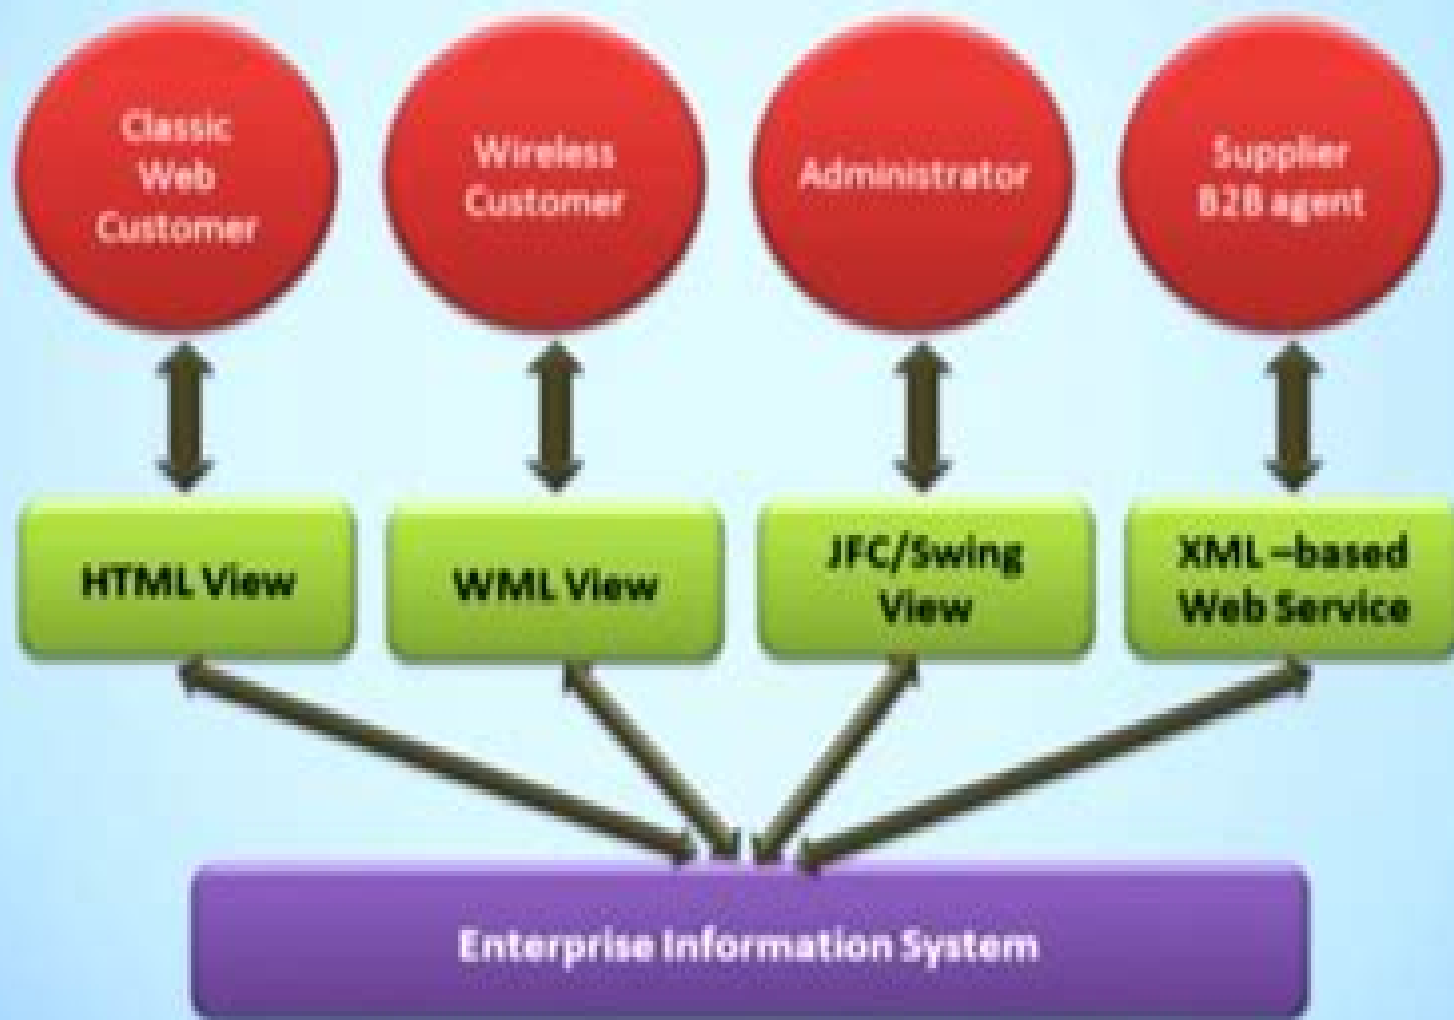 Classic
Web
Customer
Wireless
Customer
Administrator
Supplier
B2B agent
HTML View
WML View
JFC/Swing
View
XML –based
Web Service
Enterprise Information System